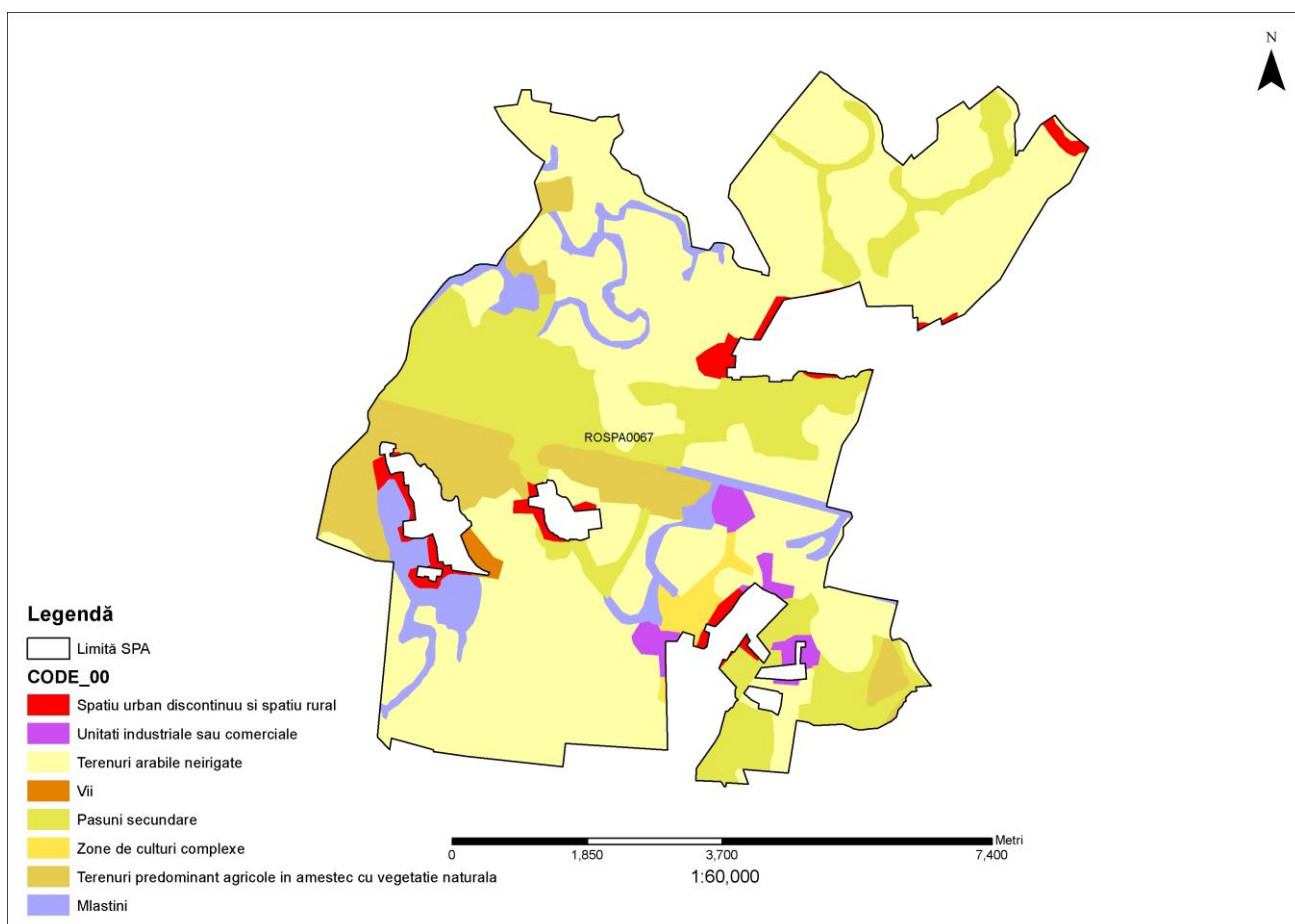 N
ROSPA0067
Legendă
Limită SPA
CODE_00
Spatiu urban discontinuu si spatiu rural
Unitati industriale sau comerciale
Terenuri arabile neirigate
Vii
Pasuni secundare
Zone de culturi complexe
Terenuri predominant agricole in amestec cu vegetatie naturala
Mlastini
Metri
0 1,850 3,700 7,400
1:60,000